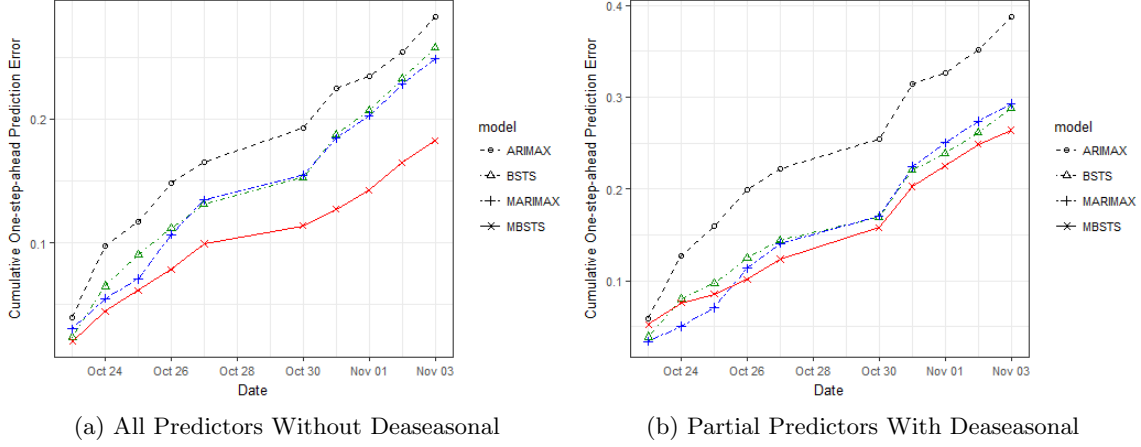 Cumulative One-step-ahead Prediction Error
0.2
0.1
Oct 24
Oct 26
Oct 28
Oct 30
Nov 01
Nov 03
Date
model
ARIMAX
BSTS
MARIMAX
MBSTS
(a) All Predictors Without Deaseasonal
Cumulative One-step-ahead Prediction Error
0.4
0.3
0.2
0.1
Oct 24
Oct 26
Oct 28
Oct 30
Nov 01
Nov 03
Date
model
ARIMAX
BSTS
MARIMAX
MBSTS
(b) Partial Predictors With Deaseasonal